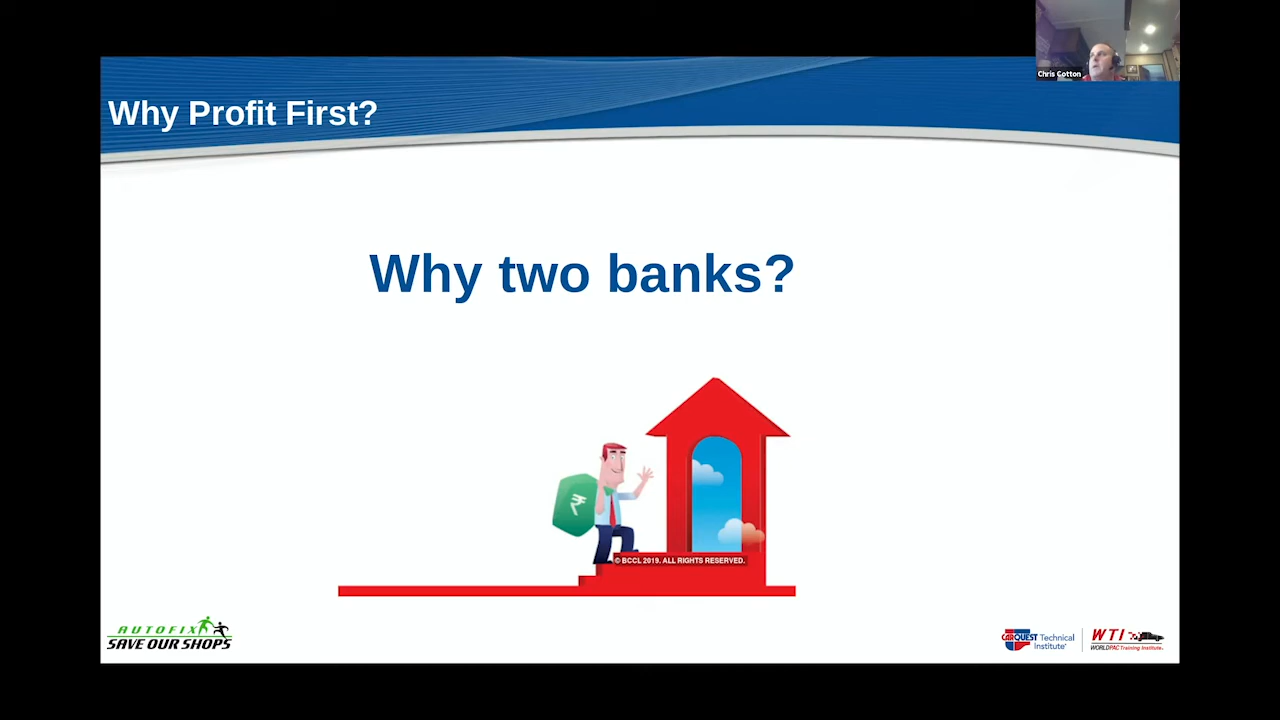 Chris Cotton
Why Profit First?
Why two banks?
₹
© BCCL 2019. ALL RIGHTS RESERVED.
AUTOFIX
SAVE OUR SHOPS
CARQUEST Technical
Institute
WTI
WORLDPAC Training Institute